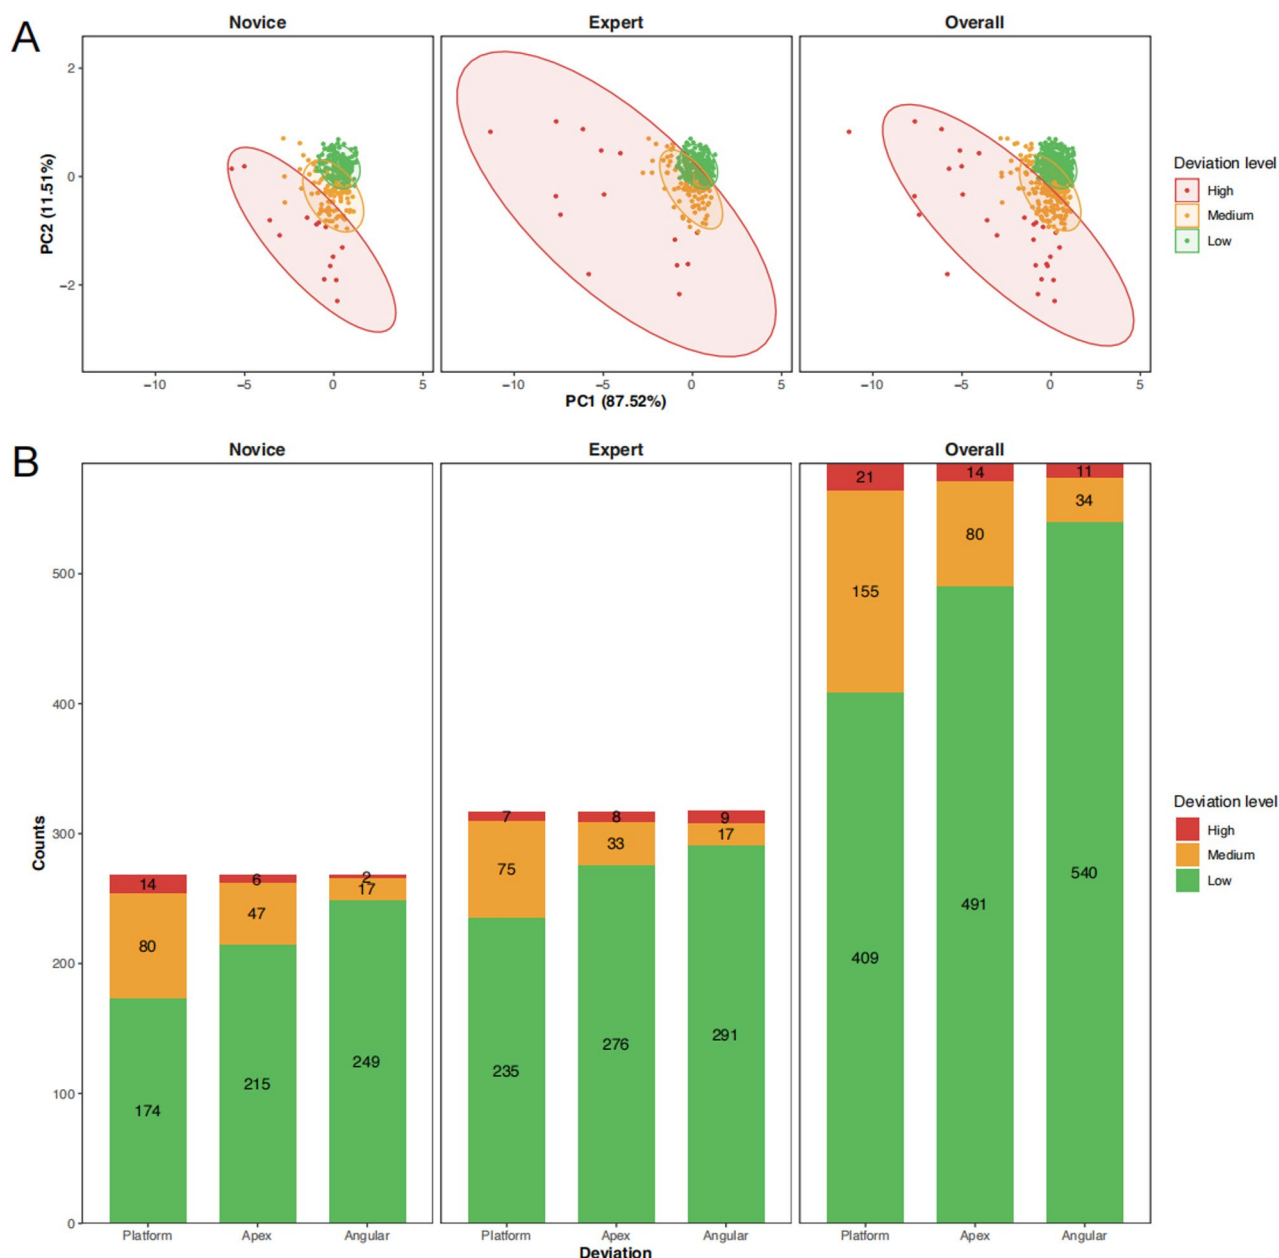 A
Novice Expert Overall
2
0
−2
PC2 (11.51%)
−10 −5 0 5 −10 −5 0 5 −10 −5 0 5
PC1 (87.52%)
Deviation level
High
Medium
Low
B
Novice Expert Overall
21 14 11
34
80
155
500
400
540
491
409
300
7 8 9
33 17
75
14 6 2
17
47
80
200
291
276
235
249
215
174
100
0
Counts
Platform Apex Angular Platform Apex Angular Platform Apex Angular
Deviation
Deviation level
High
Medium
Low